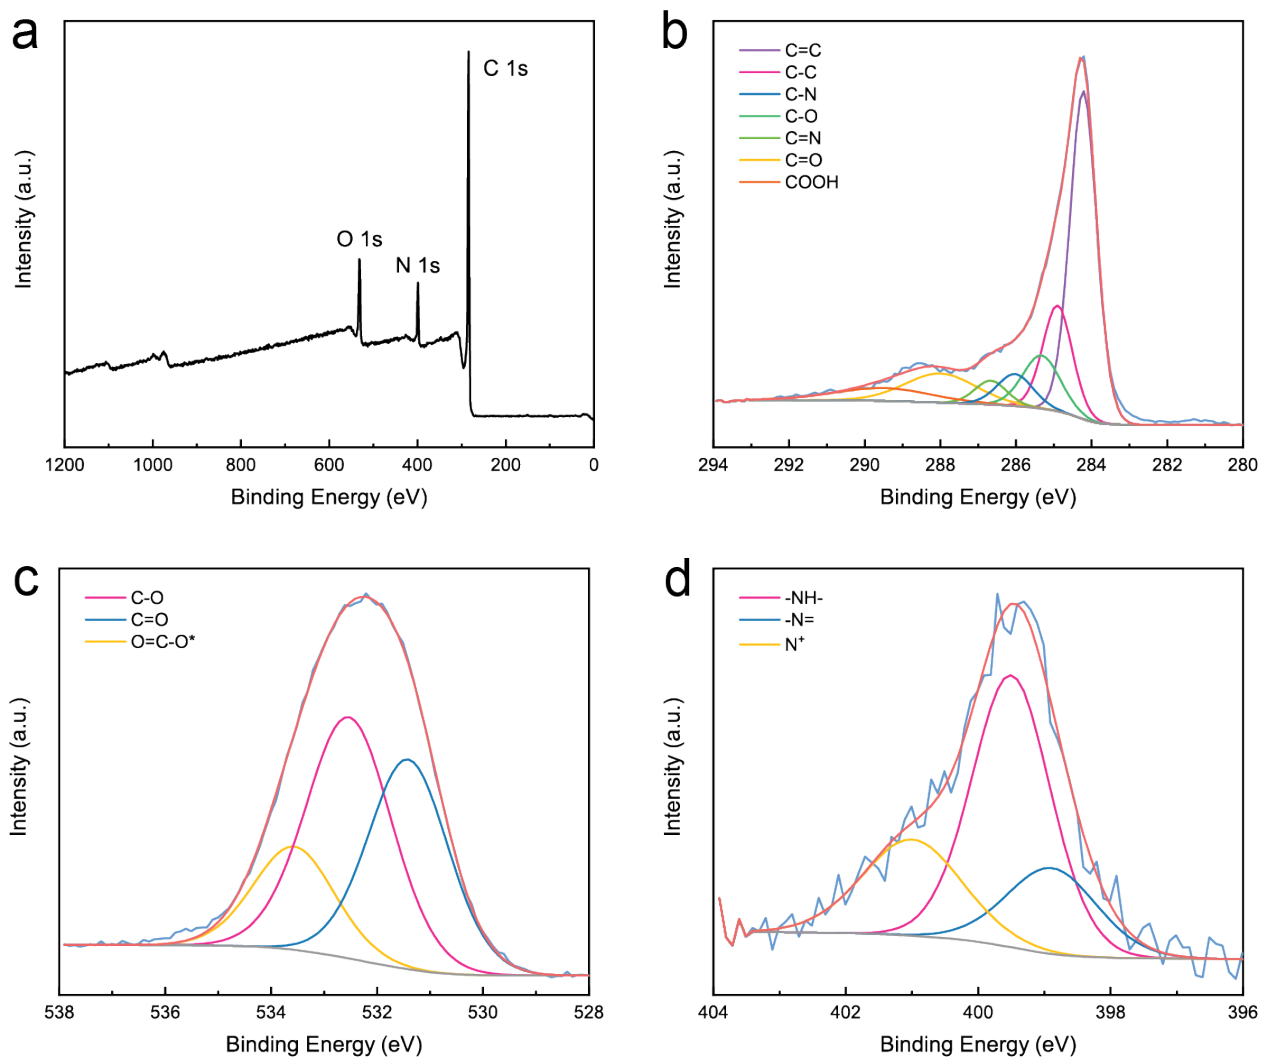 a
C 1s
O 1s
N 1s
Intensity (a.u.)
1200 1000 800 600 400 200 0
Binding Energy (eV)
b
C=C
C-C
C-N
C-O
C=N
C=O
COOH
Intensity (a.u.)
294 292 290 288 286 284 282 280
Binding Energy (eV)
c
C-O
C=O
O=C-O*
Intensity (a.u.)
538 536 534 532 530 528
Binding Energy (eV)
d
-NH-
-N=
N⁺
Intensity (a.u.)
404 402 400 398 396
Binding Energy (eV)